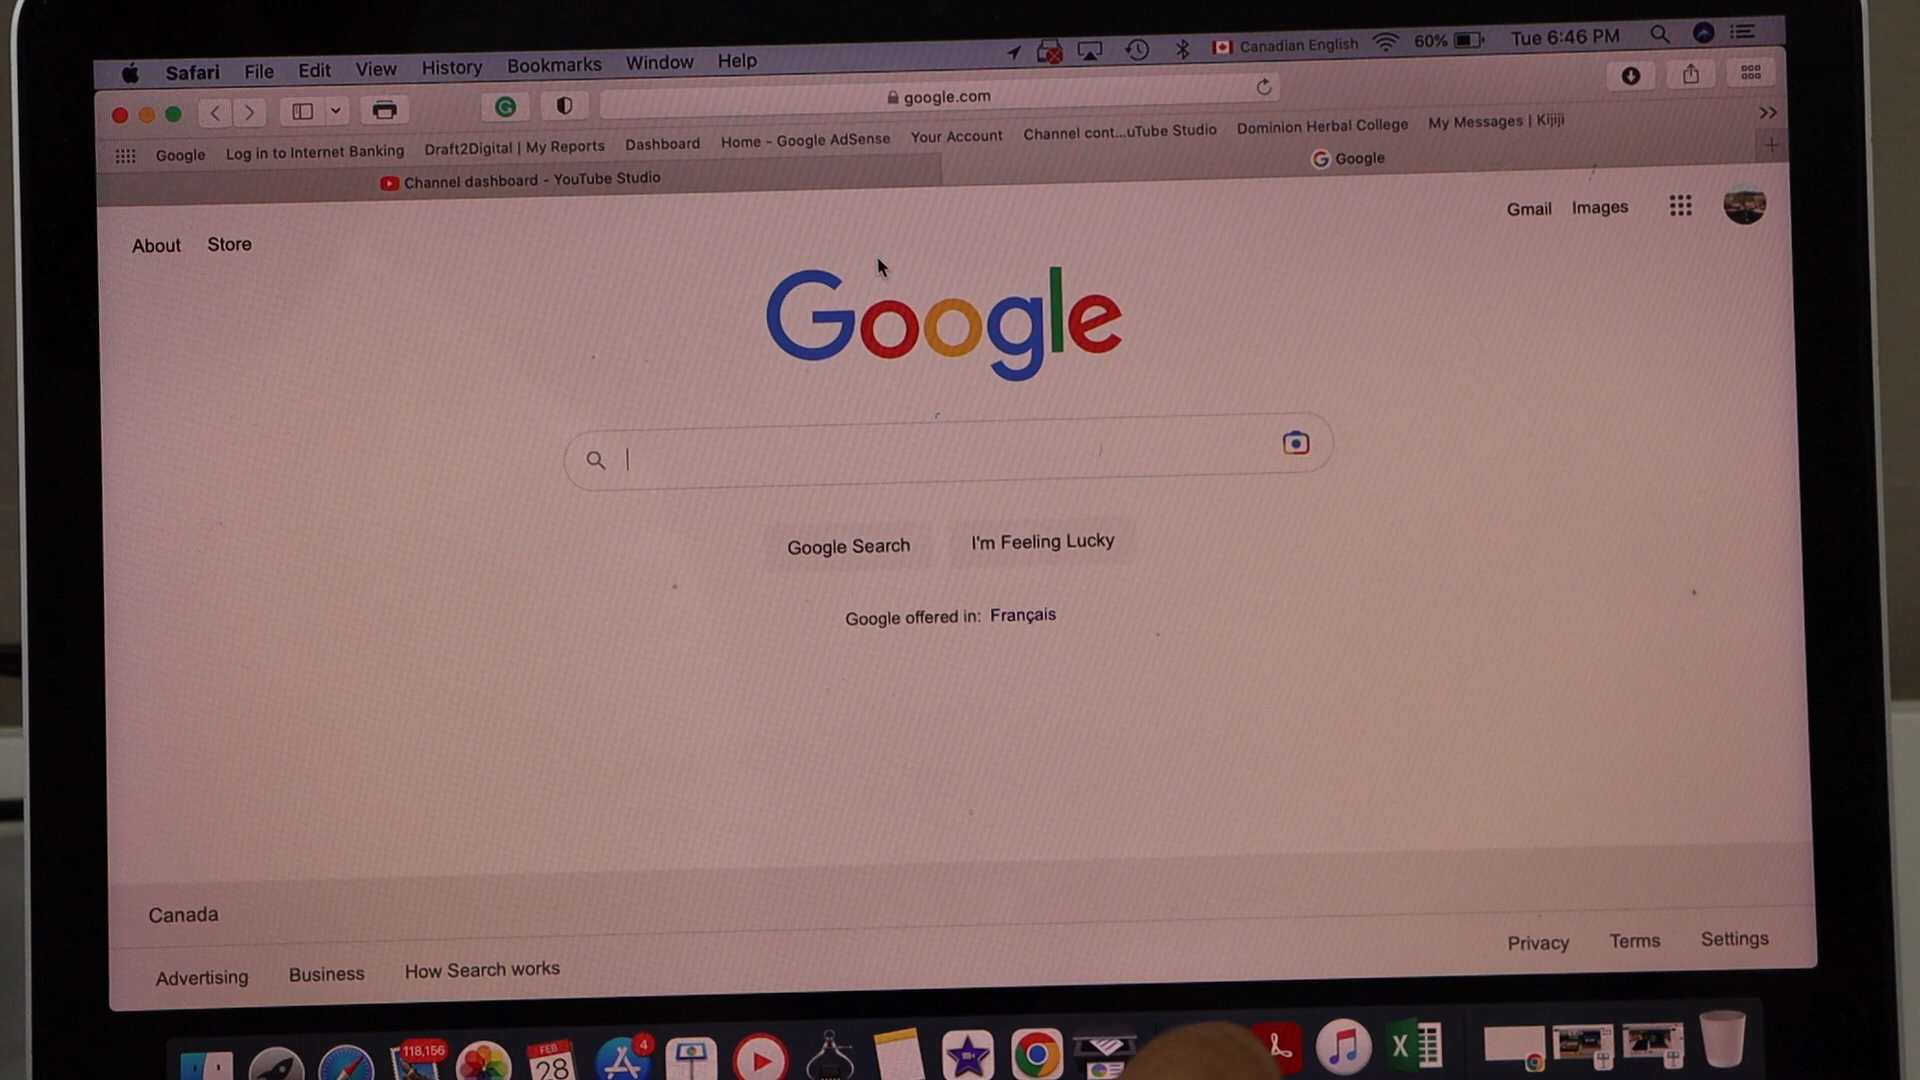 Safari File Edit View History Bookmarks Window Help Canadian English 60% Tue 6:46 PM
google.com
Google Log in to Internet Banking Draft2Digital | My Reports Dashboard Home - Google AdSense Your Account Channel cont...uTube Studio Dominion Herbal College My Messages | Kijiji
Channel dashboard - YouTube Studio Google
About Store Gmail Images
Google
Google Search I'm Feeling Lucky
Google offered in: Français
Canada
Advertising Business How Search works Privacy Terms Settings
118,156 FEB 28 4